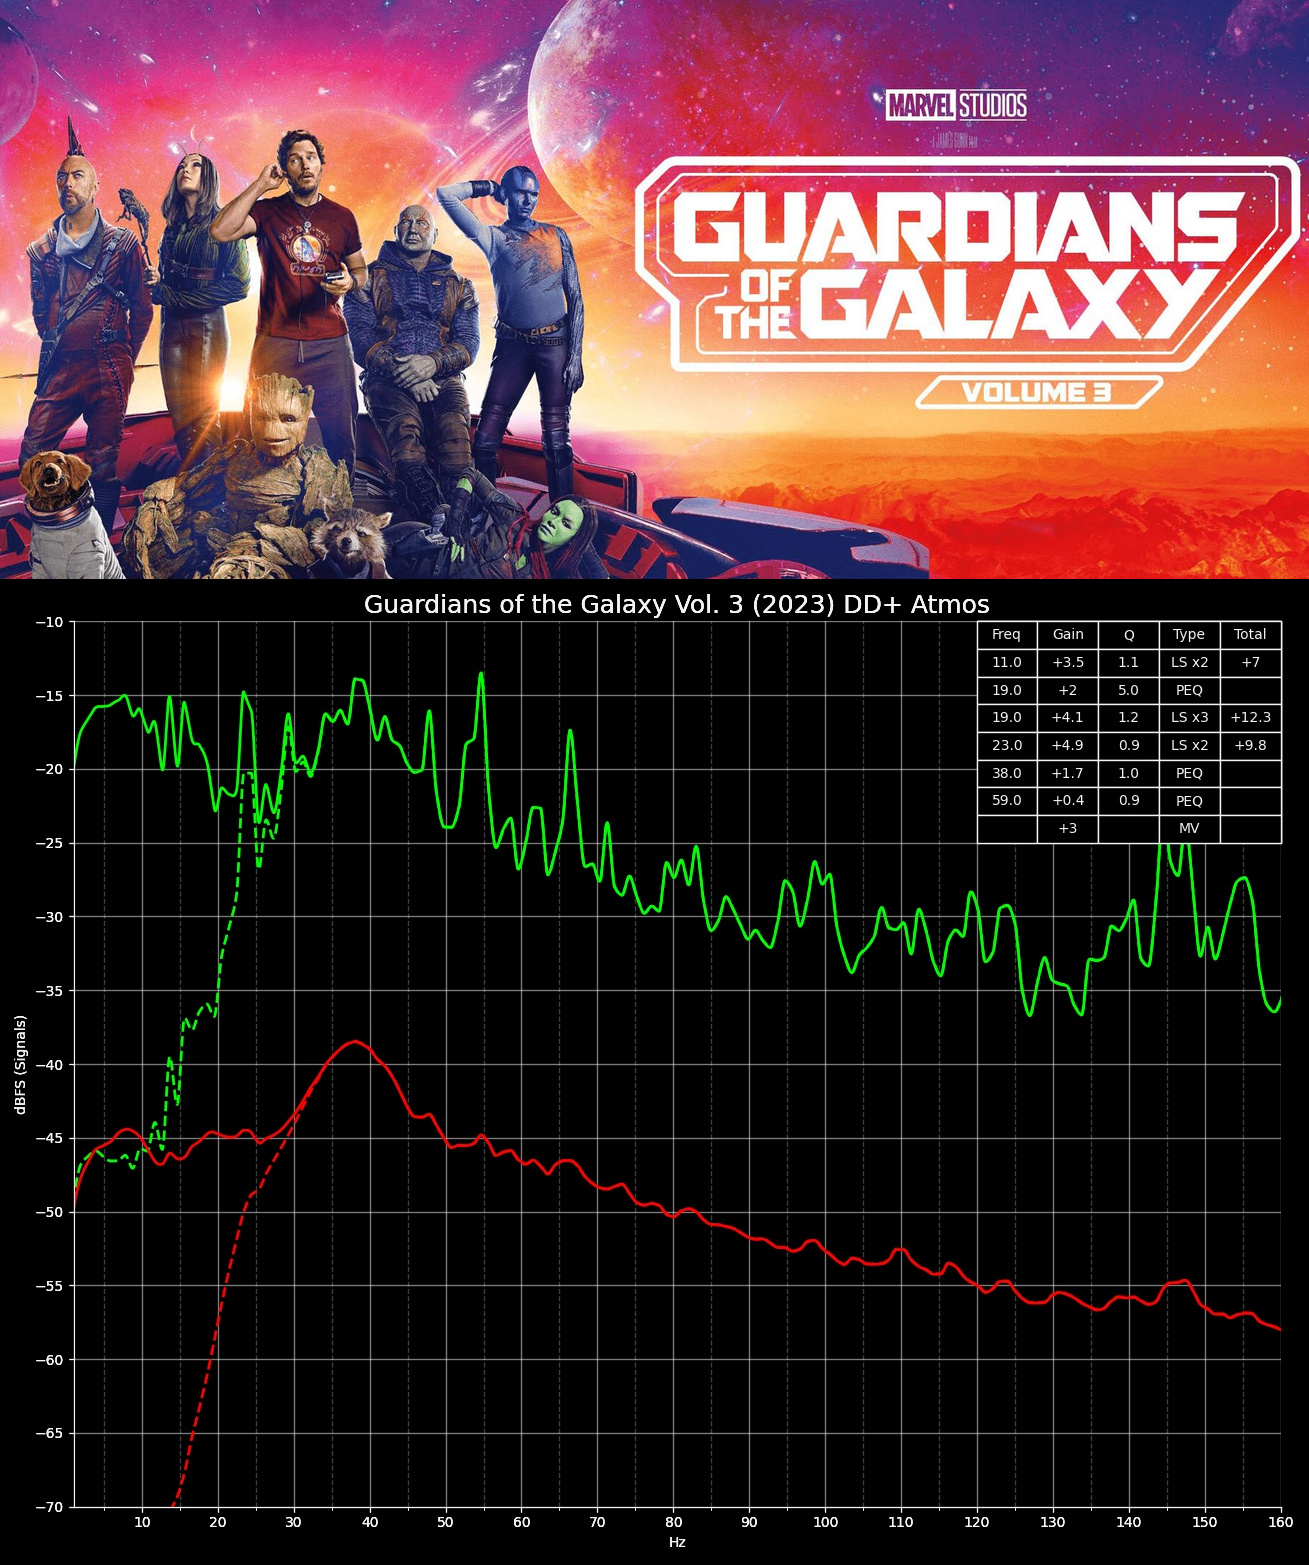 MARVEL STUDIOS
A JAMES GUNN FILM
GUARDIANS
OF
THE GALAXY
VOLUME 3
Guardians of the Galaxy Vol. 3 (2023) DD+ Atmos
Freq Gain Q Type Total
11.0 +3.5 1.1 LS x2 +7
19.0 +2 5.0 PEQ
19.0 +4.1 1.2 LS x3 +12.3
23.0 +4.9 0.9 LS x2 +9.8
38.0 +1.7 1.0 PEQ
59.0 +0.4 0.9 PEQ
+3 MV
−10
−15
−20
−25
−30
−35
−40
−45
−50
−55
−60
−65
−70
dBFS (Signals)
10 20 30 40 50 60 70 80 90 100 110 120 130 140 150 160
Hz